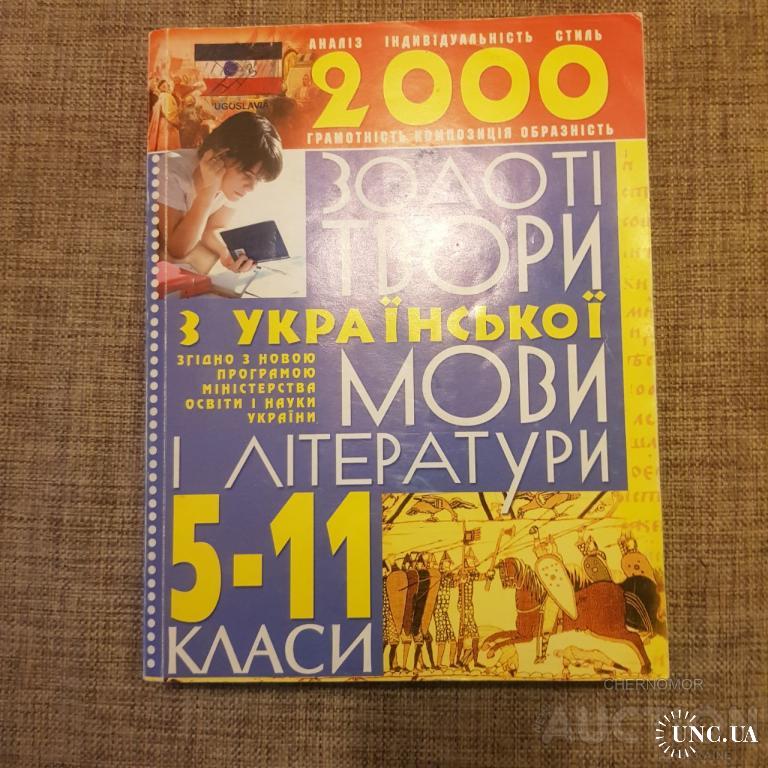 АНАЛІЗ ІНДИВІДУАЛЬНІСТЬ СТИЛЬ
2000
UGOSLAVIA
ГРАМОТНІСТЬ КОМПОЗИЦІЯ ОБРАЗНІСТЬ
ЗОЛОТІ
ТВОРИ
З УКРАЇНСЬКОЇ
ЗГІДНО З НОВОЮ
ПРОГРАМОЮ
МІНІСТЕРСТВА
ОСВІТИ І НАУКИ
УКРАЇНИ
МОВИ
І ЛІТЕРАТУРИ
5-11
КЛАСИ
CHERNOMOR
AUCTION
UNC.UA